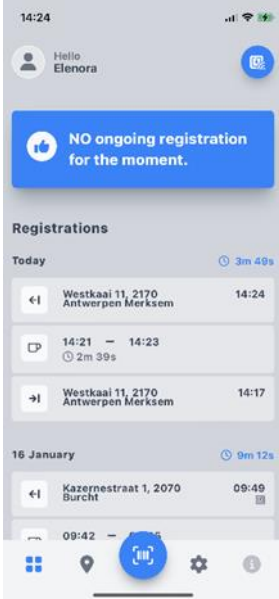 14:24
Hello
Elenora
NO ongoing registration
for the moment.
Registrations
Today 3m 49s
Westkaai 11, 2170 14:24
Antwerpen Merksem
14:21 — 14:23
2m 39s
Westkaai 11, 2170 14:17
Antwerpen Merksem
16 January 9m 12s
Kazernestraat 1, 2070 09:49
Burcht
09:42 —